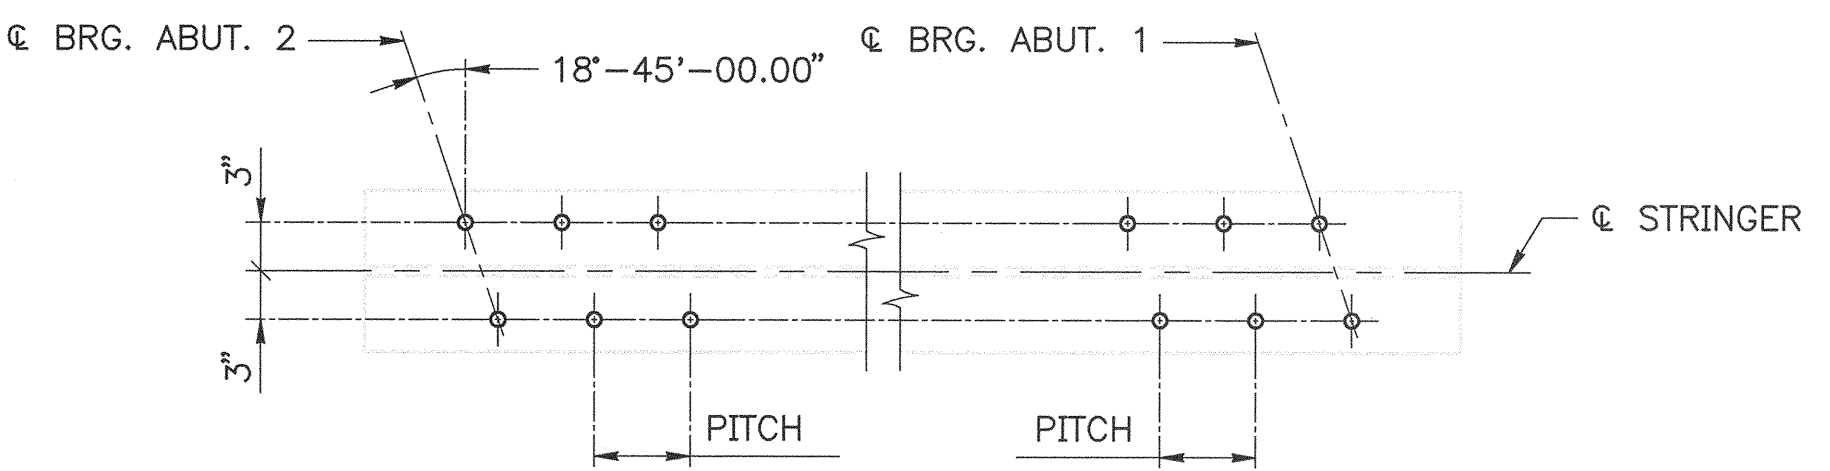 ℄ BRG. ABUT. 2
℄ BRG. ABUT. 1
18°-45'-00.00"
3"
℄ STRINGER
3"
PITCH
PITCH